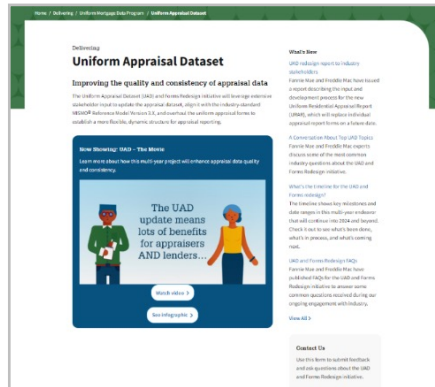 Home / Delivering / Uniform Mortgage Data Program / Uniform Appraisal Dataset
Delivering
Uniform Appraisal Dataset
Improving the quality and consistency of appraisal data
The Uniform Appraisal Dataset (UAD) and Forms Redesign initiative will leverage extensive
stakeholder input to update the appraisal dataset, align it with the industry-standard
MISMO® Reference Model Version 3.X, and overhaul the uniform appraisal forms to
establish a more flexible, dynamic structure for appraisal reporting.
Now Showing: UAD – The Movie
Learn more about how this multi-year project will enhance appraisal data quality
and consistency.
The UAD
update means
lots of benefits
for appraisers
AND lenders...
Watch video >
See infographic >
What's New
UAD redesign report to industry
stakeholders
Fannie Mae and Freddie Mac have issued
a report describing the input and
development process for the new
Uniform Residential Appraisal Report
(URAR), which will replace individual
appraisal report forms on a future date.
A Conversation About Top UAD Topics
Fannie Mae and Freddie Mac experts
discuss some of the most common
industry questions about the UAD and
Forms Redesign initiative.
What's the timeline for the UAD and
Forms redesign?
The timeline shows key milestones and
date ranges in this multi-year endeavor
that will continue into 2024 and beyond.
Check it out to see what's been done,
what's in process, and what's coming
next.
UAD and Forms Redesign FAQs
Fannie Mae and Freddie Mac have
published FAQs for the UAD and Forms
Redesign initiative to answer some
common questions received during our
ongoing engagement with industry.
View All >
Contact Us
Use this form to submit feedback
and ask questions about the UAD
and Forms Redesign initiative.